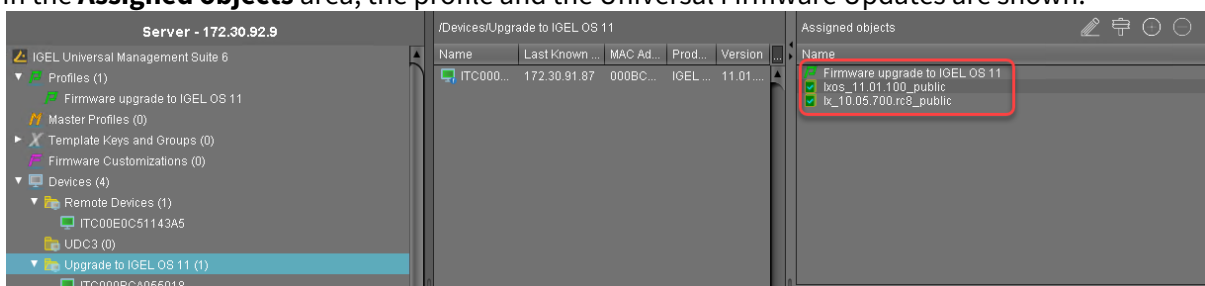 in the Assigned objects area, the profile and the Universal Firmware Updates are shown.
Server - 172.30.92.9
IGEL Universal Management Suite 6
Profiles (1)
Firmware upgrade to IGEL OS 11
Master Profiles (0)
Template Keys and Groups (0)
Firmware Customizations (0)
Devices (4)
Remote Devices (1)
ITC00E0C51143A5
UDC3 (0)
Upgrade to IGEL OS 11 (1)
/Devices/Upgrade to IGEL OS 11
Name Last Known ... MAC Ad... Prod... Version ...
ITC000... 172.30.91.87 000BC... IGEL ... 11.01....
Assigned objects
Name
Firmware upgrade to IGEL OS 11
lxos_11.01.100_public
lx_10.05.700.rc8_public